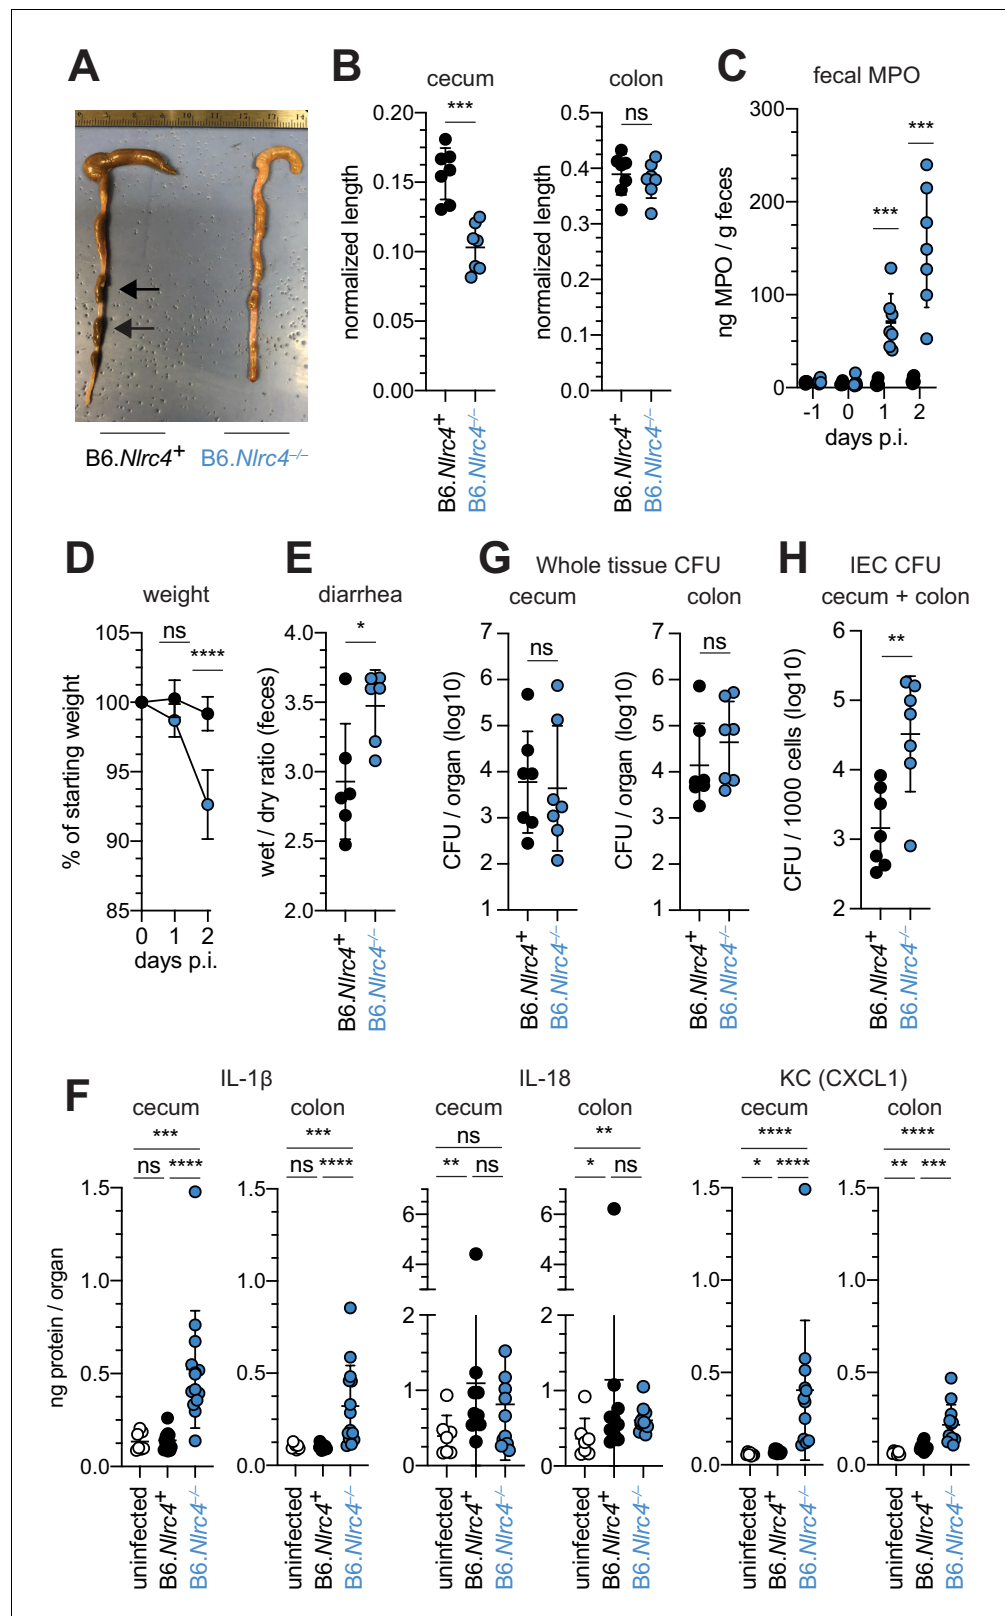 A
B6.Nlrc4+
B6.Nlrc4–/–
B
cecum
***
normalized length
0.20
0.15
0.10
0.05
0.00
B6.Nlrc4+
B6.Nlrc4–/–
colon
ns
normalized length
0.5
0.4
0.3
0.2
0.1
0.0
B6.Nlrc4+
B6.Nlrc4–/–
C
fecal MPO
ng MPO / g feces
300
200
100
0
***
***
-1 0 1 2
days p.i.
D
weight
% of starting weight
105
100
95
90
85
ns
****
0 1 2
days p.i.
E
diarrhea
*
wet / dry ratio (feces)
4.0
3.0
2.0
B6.Nlrc4+
B6.Nlrc4–/–
G
Whole tissue CFU
cecum
ns
CFU / organ (log10)
7
6
5
4
3
2
1
B6.Nlrc4+
B6.Nlrc4–/–
colon
ns
CFU / organ (log10)
7
6
5
4
3
2
1
B6.Nlrc4+
B6.Nlrc4–/–
H
IEC CFU
cecum + colon
**
CFU / 1000 cells (log10)
6
5
4
3
2
B6.Nlrc4+
B6.Nlrc4–/–
F
IL-1β
cecum
***
ns ****
ng protein / organ
1.5
1.0
0.5
0.0
uninfected
B6.Nlrc4+
B6.Nlrc4–/–
colon
***
ns ****
1.5
1.0
0.5
0.0
uninfected
B6.Nlrc4+
B6.Nlrc4–/–
IL-18
cecum
ns
** ns
6
4
2
1
0
uninfected
B6.Nlrc4+
B6.Nlrc4–/–
colon
**
* ns
6
4
2
1
0
uninfected
B6.Nlrc4+
B6.Nlrc4–/–
KC (CXCL1)
cecum
****
* ****
1.5
1.0
0.5
0.0
uninfected
B6.Nlrc4+
B6.Nlrc4–/–
colon
****
** ***
1.5
1.0
0.5
0.0
uninfected
B6.Nlrc4+
B6.Nlrc4–/–